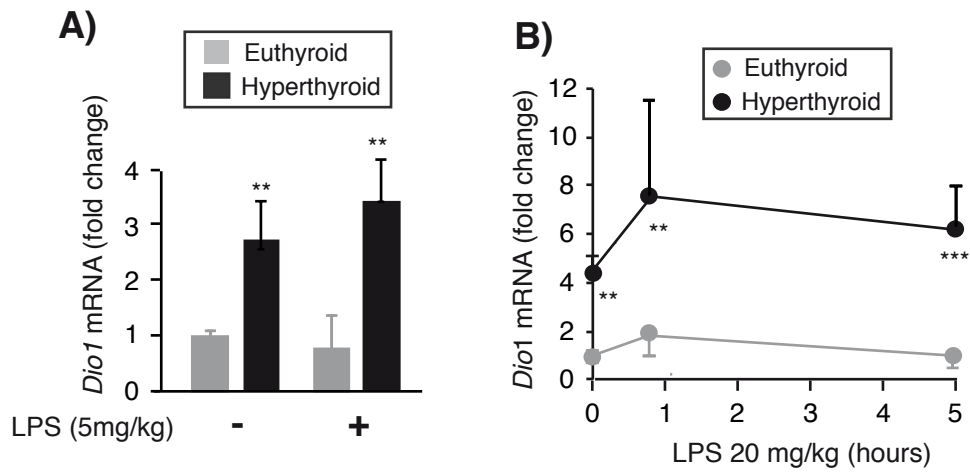 A)
Euthyroid
Hyperthyroid
Dio1 mRNA (fold change)
4
3
2
1
0
**
**
LPS (5mg/kg)
- +
B)
Euthyroid
Hyperthyroid
Dio1 mRNA (fold change)
12
10
8
6
4
2
0
**
**
***
0 1 2 3 4 5
LPS 20 mg/kg (hours)